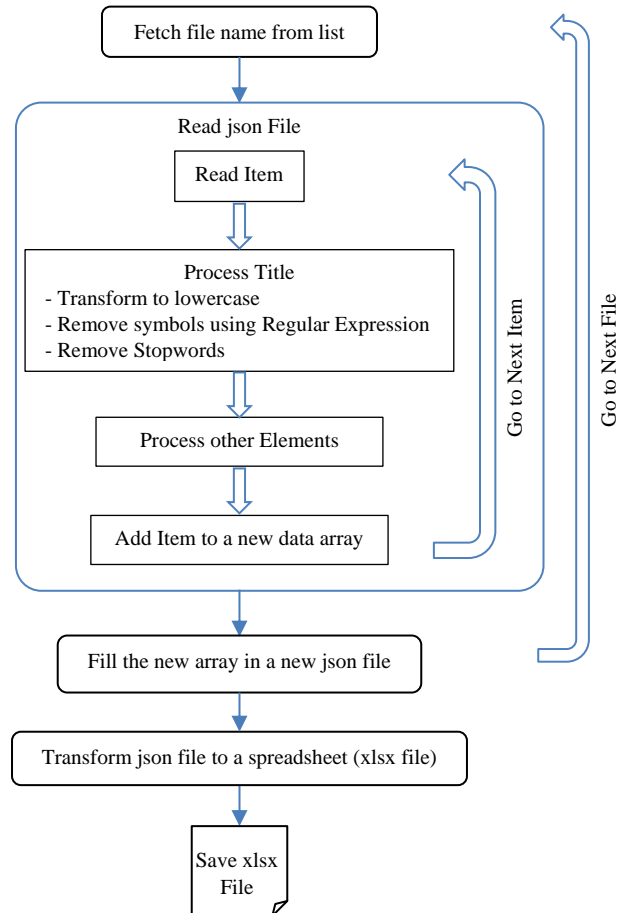 Fetch file name from list
Read json File
Read Item
Process Title
- Transform to lowercase
- Remove symbols using Regular Expression
- Remove Stopwords
Process other Elements
Add Item to a new data array
Go to Next Item
Go to Next File
Fill the new array in a new json file
Transform json file to a spreadsheet (xlsx file)
Save xlsx
File